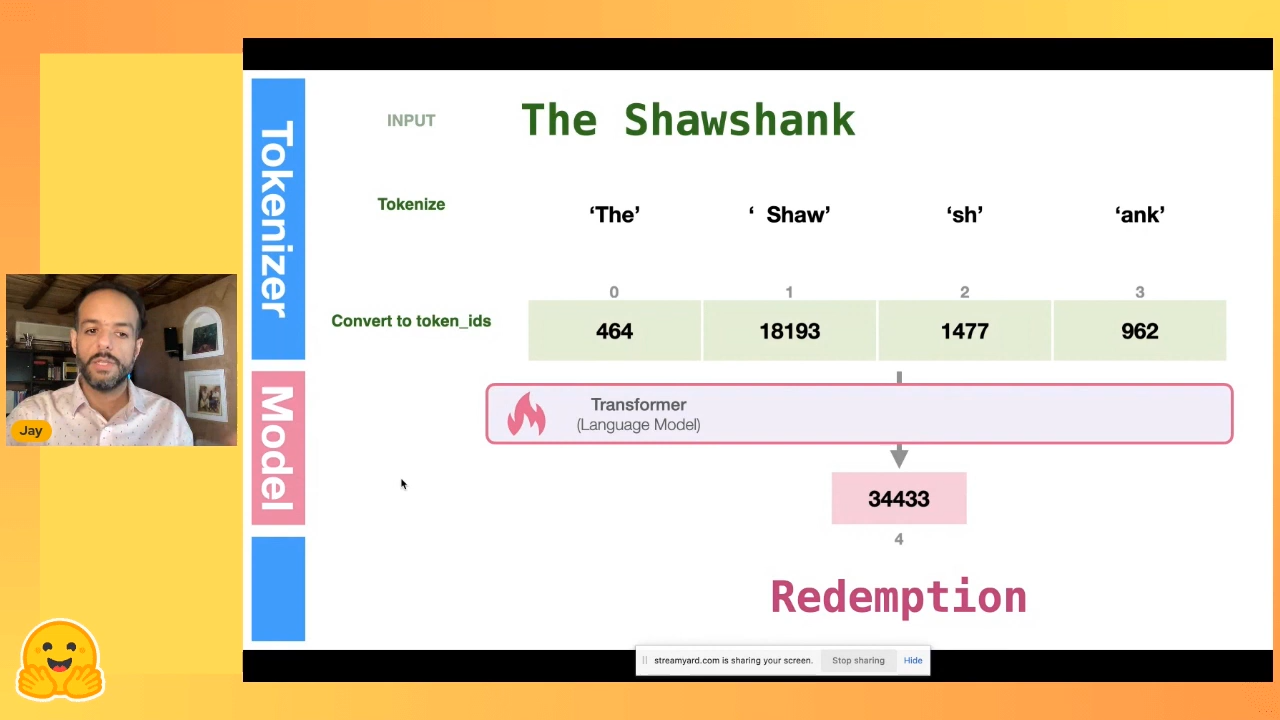 Tokenizer
INPUT
The Shawshank
Tokenize
‘The’
‘ Shaw’
‘sh’
‘ank’
0
1
2
3
Convert to token_ids
464
18193
1477
962
Model
Transformer
(Language Model)
34433
4
Redemption
Jay
streamyard.com is sharing your screen.
Stop sharing
Hide